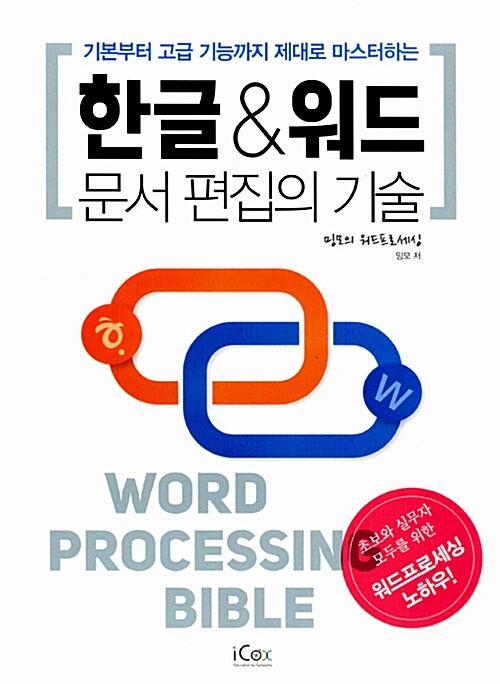 기본부터 고급 기능까지 제대로 마스터하는
한글 & 워드
문서 편집의 기술
밍모의 워드프로세싱
밍모 저
ㅎ.
W
WORD
PROCESSING
BIBLE
초보와 실무자
모두를 위한
워드프로세싱
노하우!
iCox